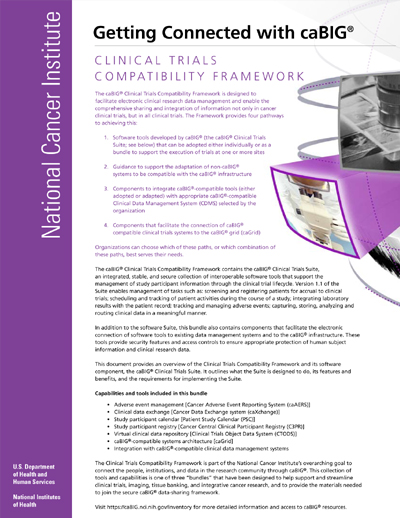 National Cancer Institute
Getting Connected with caBIG®
CLINICAL TRIALS
COMPATIBILITY FRAMEWORK
The caBIG® Clinical Trials Compatibility Framework is designed to
facilitate electronic clinical research data management and enable the
comprehensive sharing and integration of information not only in cancer
clinical trials, but in all clinical trials. The Framework provides four pathways
to achieving this:
1. Software tools developed by caBIG® (the caBIG® Clinical Trials
Suite; see below) that can be adopted either individually or as a
bundle to support the execution of trials at one or more sites
2. Guidance to support the adaptation of non-caBIG®
systems to be compatible with the caBIG® infrastructure
3. Components to integrate caBIG®-compatible tools (either
adopted or adapted) with appropriate caBIG®-compatible
Clinical Data Management System (CDMS) selected by the
organization
4. Components that facilitate the connection of caBIG®
compatible clinical trials systems to the caBIG® grid (caGrid)
Organizations can choose which of these paths, or which combination of
these paths, best serves their needs.
The caBIG® Clinical Trials Compatibility Framework contains the caBIG® Clinical Trials Suite,
an integrated, stable, and secure collection of interoperable software tools that support the
management of study participant information through the clinical trial lifecycle. Version 1.1 of the
Suite enables management of tasks such as screening and registering patients for accrual to clinical
trials; scheduling and tracking of patient activities during the course of a study, integrating laboratory
results with the patient record; tracking and managing adverse events; capturing, storing, analyzing and
routing clinical data in a meaningful manner.
In addition to the software Suite, this bundle also contains components that facilitate the electronic
connection of software tools to existing data management systems and to the caBIG® infrastructure. These
tools provide security features and access controls to ensure appropriate protection of human subject
information and clinical research data.
This document provides an overview of the Clinical Trials Compatibility Framework and its software
component, the caBIG® Clinical Trials Suite. It outlines what the Suite is designed to do, its features and
benefits, and the requirements for implementing the Suite.
Capabilities and tools included in this bundle
• Adverse event management [Cancer Adverse Event Reporting System (caAERS)]
• Clinical data exchange [Cancer Data Exchange system (caXchange)]
• Study participant calendar [Patient Study Calendar (PSC)]
• Study participant registry [Cancer Central Clinical Participant Registry (C3PR)]
• Virtual clinical data repository [Clinical Trials Object Data System (CTODS)]
• caBIG®-compatible systems architecture [caGrid]
• Integration with caBIG®-compatible clinical data management systems
The Clinical Trials Compatibility Framework is part of the National Cancer Institute's overarching goal to
connect the people, institutions, and data in the research community through caBIG®. This collection of
tools and capabilities is one of three "bundles" that have been designed to help support and streamline
clinical trials, imaging, tissue banking, and integrative cancer research, and to provide the materials needed
to join the secure caBIG® data-sharing framework.
Visit https://caBIG.nci.nih.gov/inventory for more detailed information and access to caBIG® resources.
U.S. Department
of Health and
Human Services
National Institutes
of Health